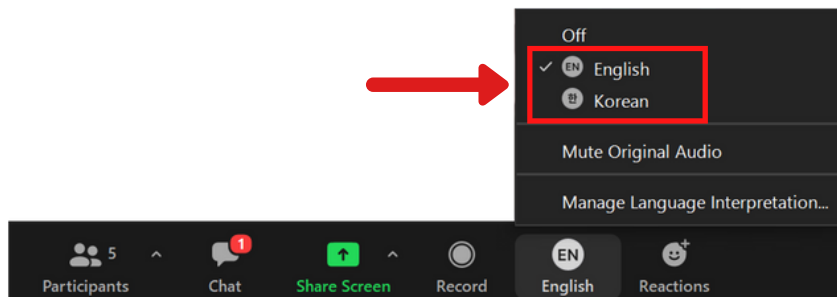 Off
EN English
한 Korean
Mute Original Audio
Manage Language Interpretation...
5 1 EN
Participants Chat Share Screen Record English Reactions